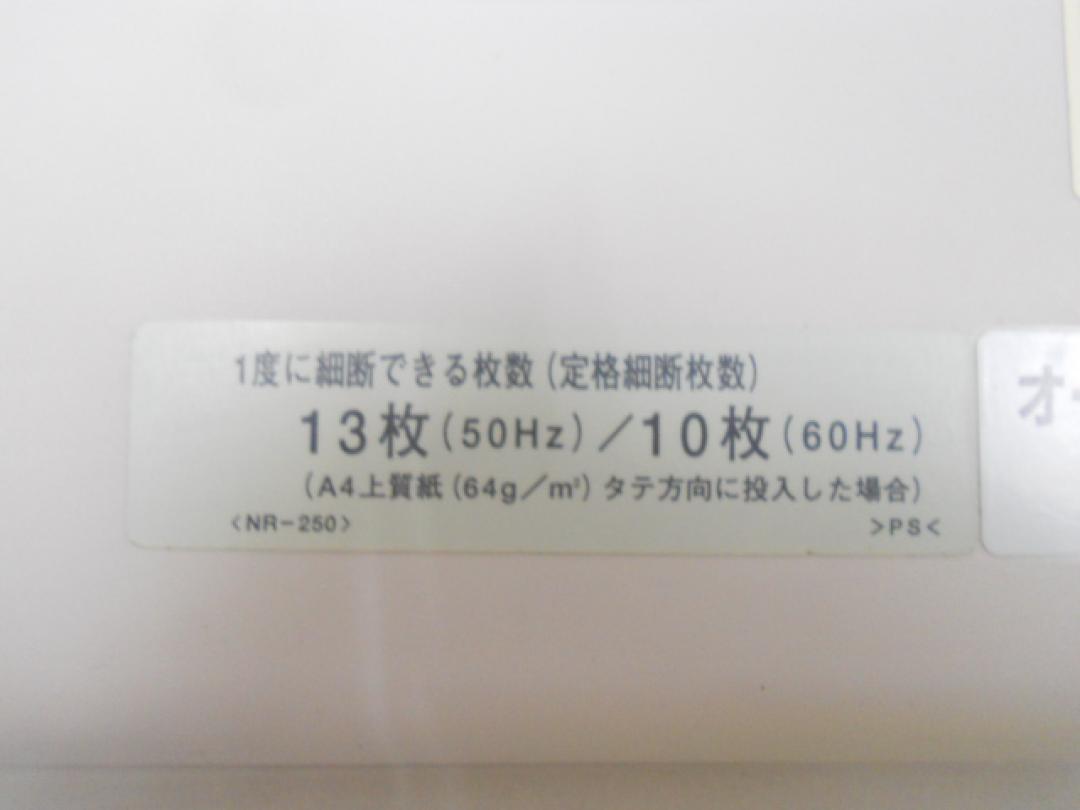 1度に細断できる枚数(定格細断枚数)
13枚(50Hz)/10枚(60Hz)
(A4上質紙(64g/m²)タテ方向に投入した場合)
<NR-250> >PS<
オー